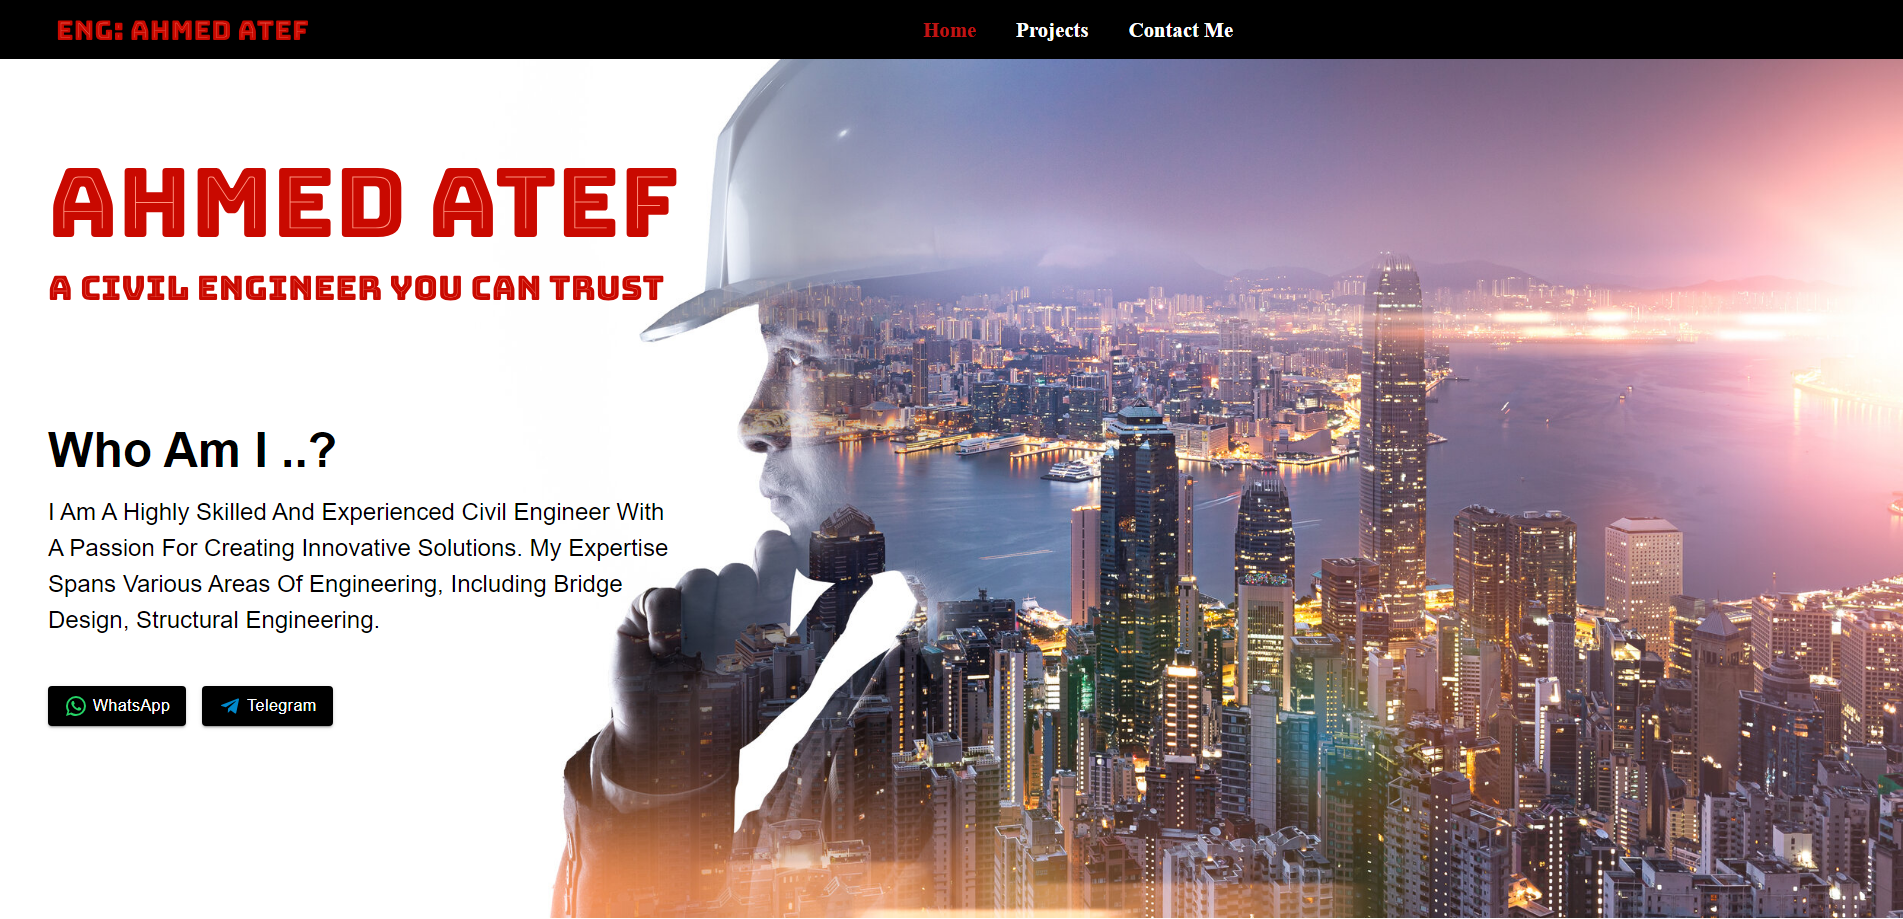 ENG: AHMED ATEF
Home Projects Contact Me
AHMED ATEF
A CIVIL ENGINEER YOU CAN TRUST
Who Am I ..?
I Am A Highly Skilled And Experienced Civil Engineer With
A Passion For Creating Innovative Solutions. My Expertise
Spans Various Areas Of Engineering, Including Bridge
Design, Structural Engineering.
WhatsApp Telegram